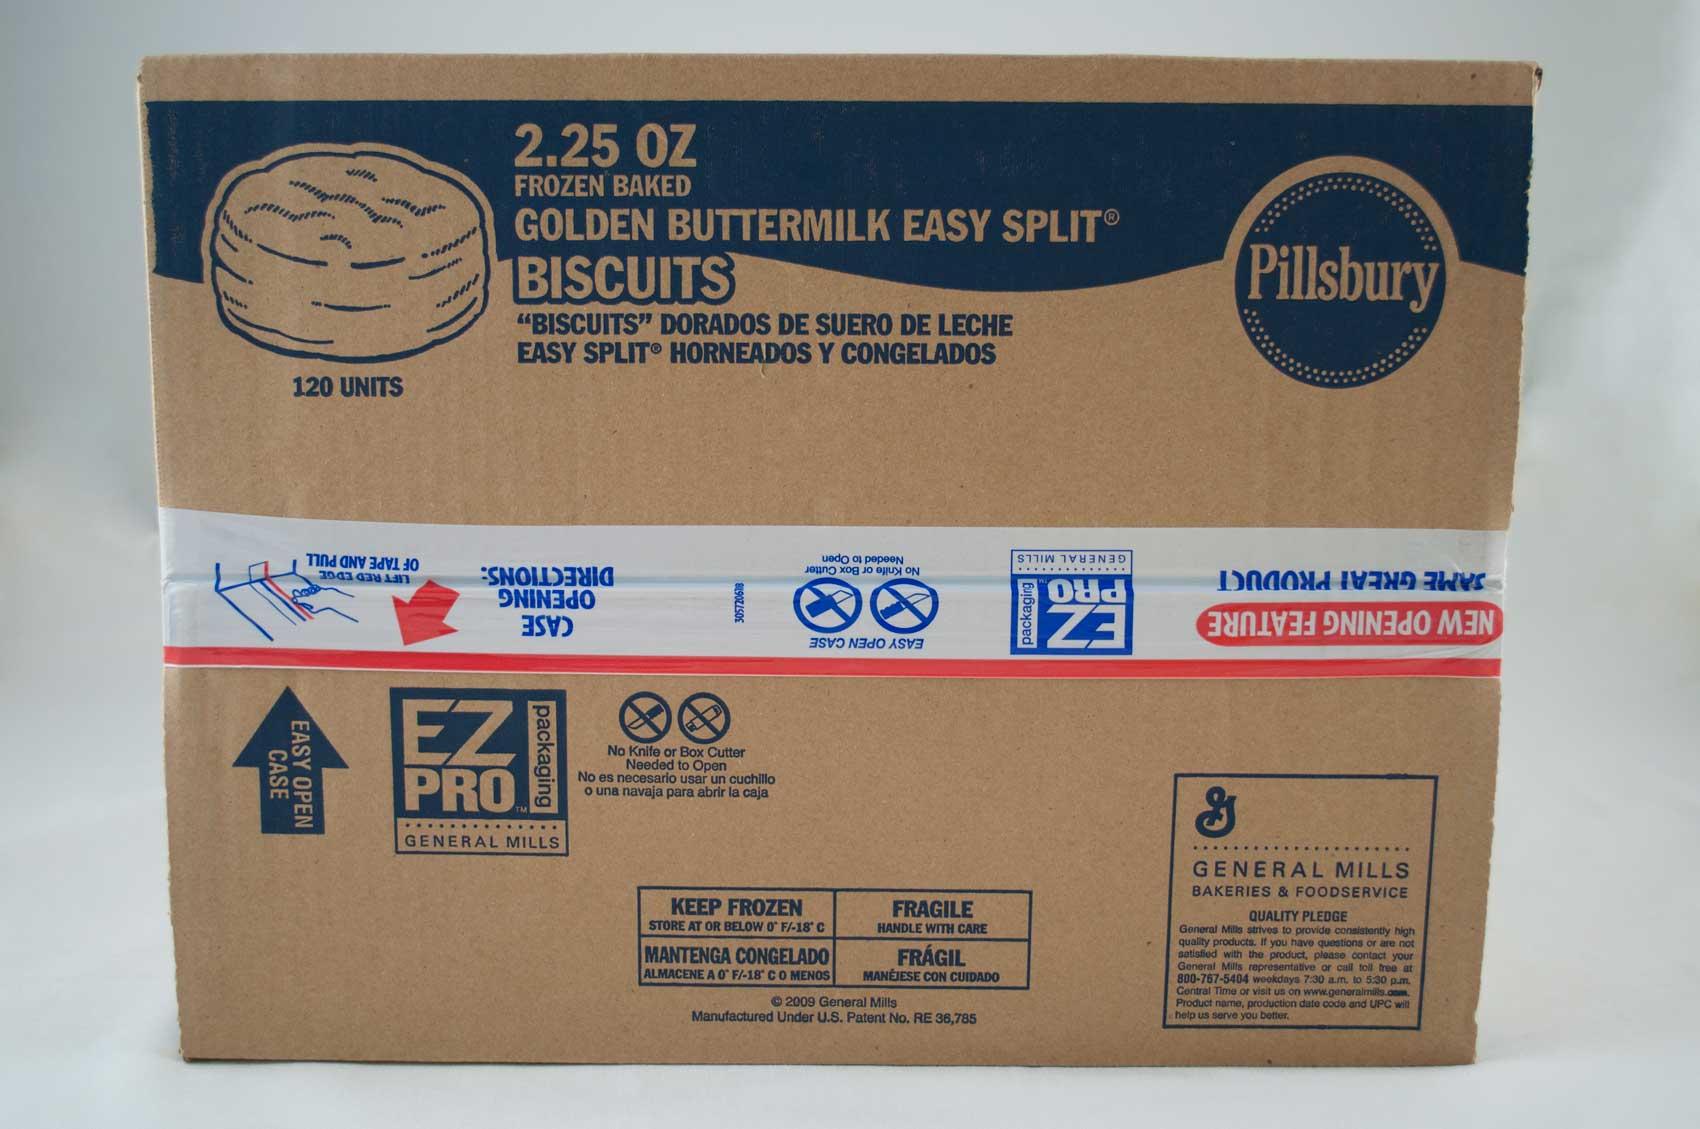 2.25 OZ
FROZEN BAKED
GOLDEN BUTTERMILK EASY SPLIT®
BISCUITS
"BISCUITS" DORADOS DE SUERO DE LECHE
EASY SPLIT® HORNEADOS Y CONGELADOS
120 UNITS
Pillsbury
NEW OPENING FEATURE
SAME GREAT PRODUCT
EZ
PRO™
packaging
GENERAL MILLS
EASY OPEN CASE
No Knife or Box Cutter
Needed to Open
305720618
CASE
OPENING
DIRECTIONS:
LIFT RED EDGE
OF TAPE AND PULL
EASY OPEN
CASE
EZ
PRO™
packaging
GENERAL MILLS
No Knife or Box Cutter
Needed to Open
No es necesario usar un cuchillo
o una navaja para abrir la caja
KEEP FROZEN
STORE AT OR BELOW 0° F/-18° C
FRAGILE
HANDLE WITH CARE
MANTENGA CONGELADO
ALMACENE A 0° F/-18° C O MENOS
FRÁGIL
MANÉJESE CON CUIDADO
© 2009 General Mills
Manufactured Under U.S. Patent No. RE 36,785
G
GENERAL MILLS
BAKERIES & FOODSERVICE
QUALITY PLEDGE
General Mills strives to provide consistently high
quality products. If you have questions or are not
satisfied with the product, please contact your
General Mills representative or call toll free at
800-767-5404 weekdays 7:30 a.m. to 5:30 p.m.
Central Time or visit us on www.generalmills.com.
Product name, production date code and UPC will
help us serve you better.